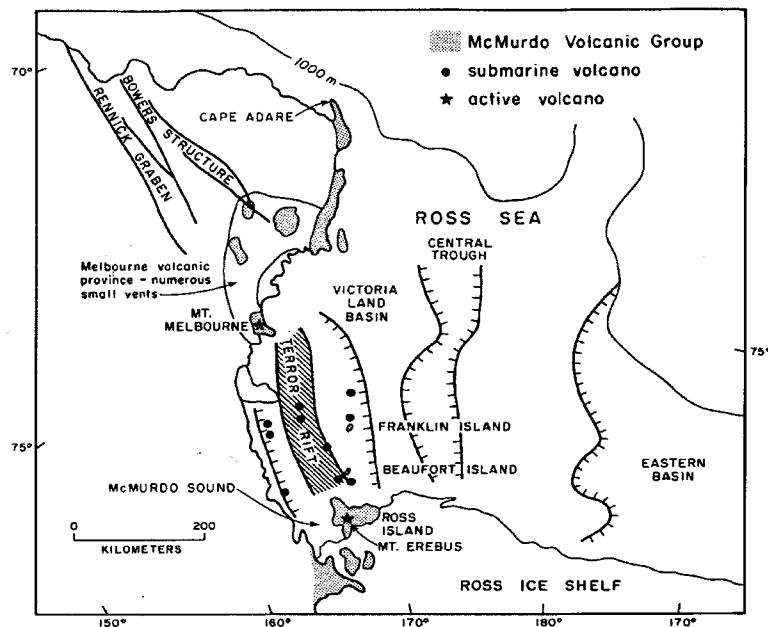 McMurdo Volcanic Group
submarine volcano
active volcano
70°
1000 m
CAPE ADARE
BOWERS STRUCTURE
RENNICK GRABEN
ROSS SEA
CENTRAL
TROUGH
Melbourne volcanic
province - numerous
small vents
VICTORIA
LAND
BASIN
MT.
MELBOURNE
75°
TERROR
RIFT
FRANKLIN ISLAND
75°
BEAUFORT ISLAND
EASTERN
BASIN
McMURDO SOUND
0 200
KILOMETERS
ROSS
ISLAND
MT. EREBUS
ROSS ICE SHELF
150° 160° 170° 180° 170°